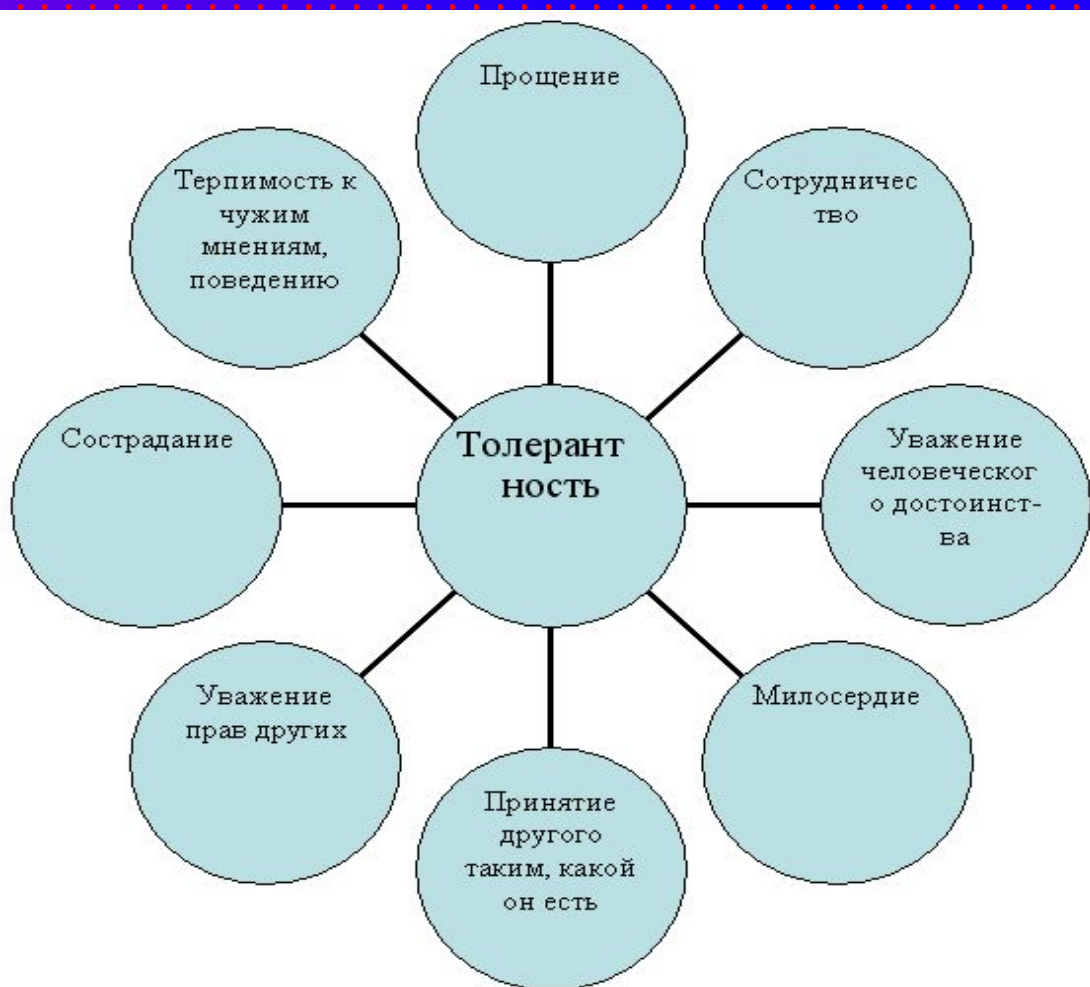 Прощение
Терпимость к
чужим
мнениям,
поведению
Сотрудничес
тво
Сострадание
Толерант
ность
Уважение
человеческог
о достоинст-
ва
Уважение
прав других
Милосердие
Принятие
другого
таким, какой
он есть